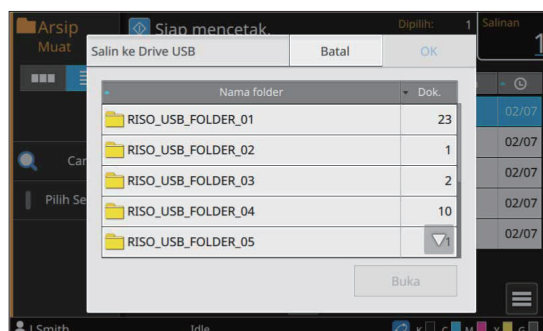 Arsip
Muat
Siap mencetak.
Dipilih: 1
Salinan
1
Salin ke Drive USB
Batal
OK
Nama folder
Dok.
RISO_USB_FOLDER_01 23
RISO_USB_FOLDER_02 1
RISO_USB_FOLDER_03 2
RISO_USB_FOLDER_04 10
RISO_USB_FOLDER_05
02/07
02/07
02/07
02/07
02/07
Pilih
Buka
J.Smith
Idle
K C M Y G